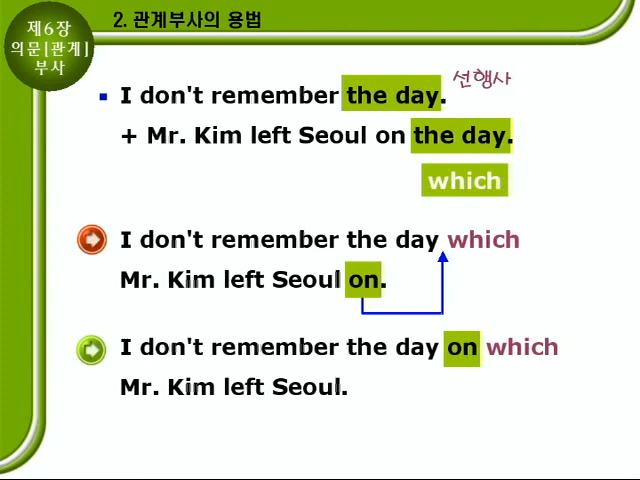 제6장
의문[관계]
부사
2. 관계부사의 용법
I don't remember the day. 선행사
+ Mr. Kim left Seoul on the day.
which
I don't remember the day which
Mr. Kim left Seoul on.
I don't remember the day on which
Mr. Kim left Seoul.